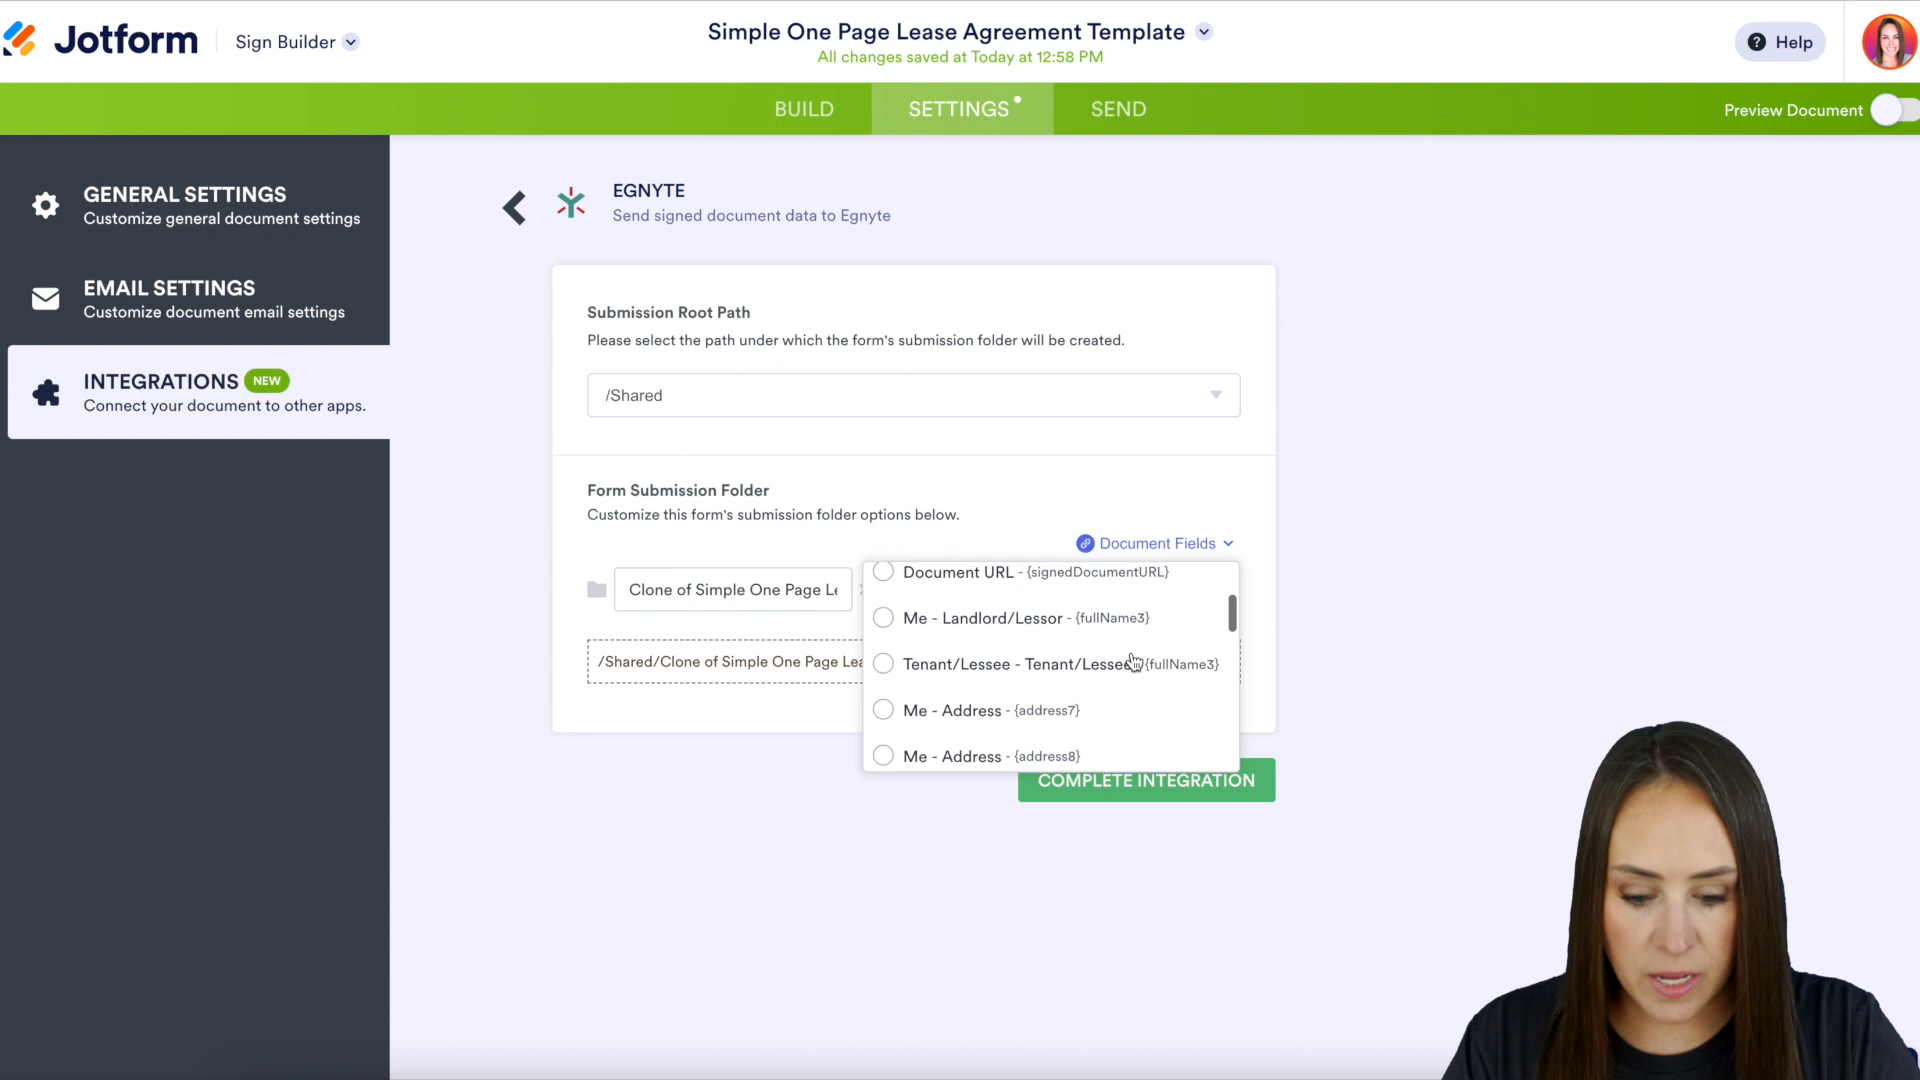 Jotform
Sign Builder
Simple One Page Lease Agreement Template
All changes saved at Today at 12:58 PM
Help
BUILD
SETTINGS
SEND
Preview Document
GENERAL SETTINGS
Customize general document settings
EMAIL SETTINGS
Customize document email settings
INTEGRATIONS NEW
Connect your document to other apps.
EGNYTE
Send signed document data to Egnyte
Submission Root Path
Please select the path under which the form's submission folder will be created.
/Shared
Form Submission Folder
Customize this form's submission folder options below.
Document Fields
Clone of Simple One Page
/Shared/Clone of Simple One Page
Document URL - {signedDocumentURL}
Me - Landlord/Lessor - {fullName3}
Tenant/Lessee - Tenant/Lessee {fullName3}
Me - Address - {address7}
Me - Address - {address8}
COMPLETE INTEGRATION